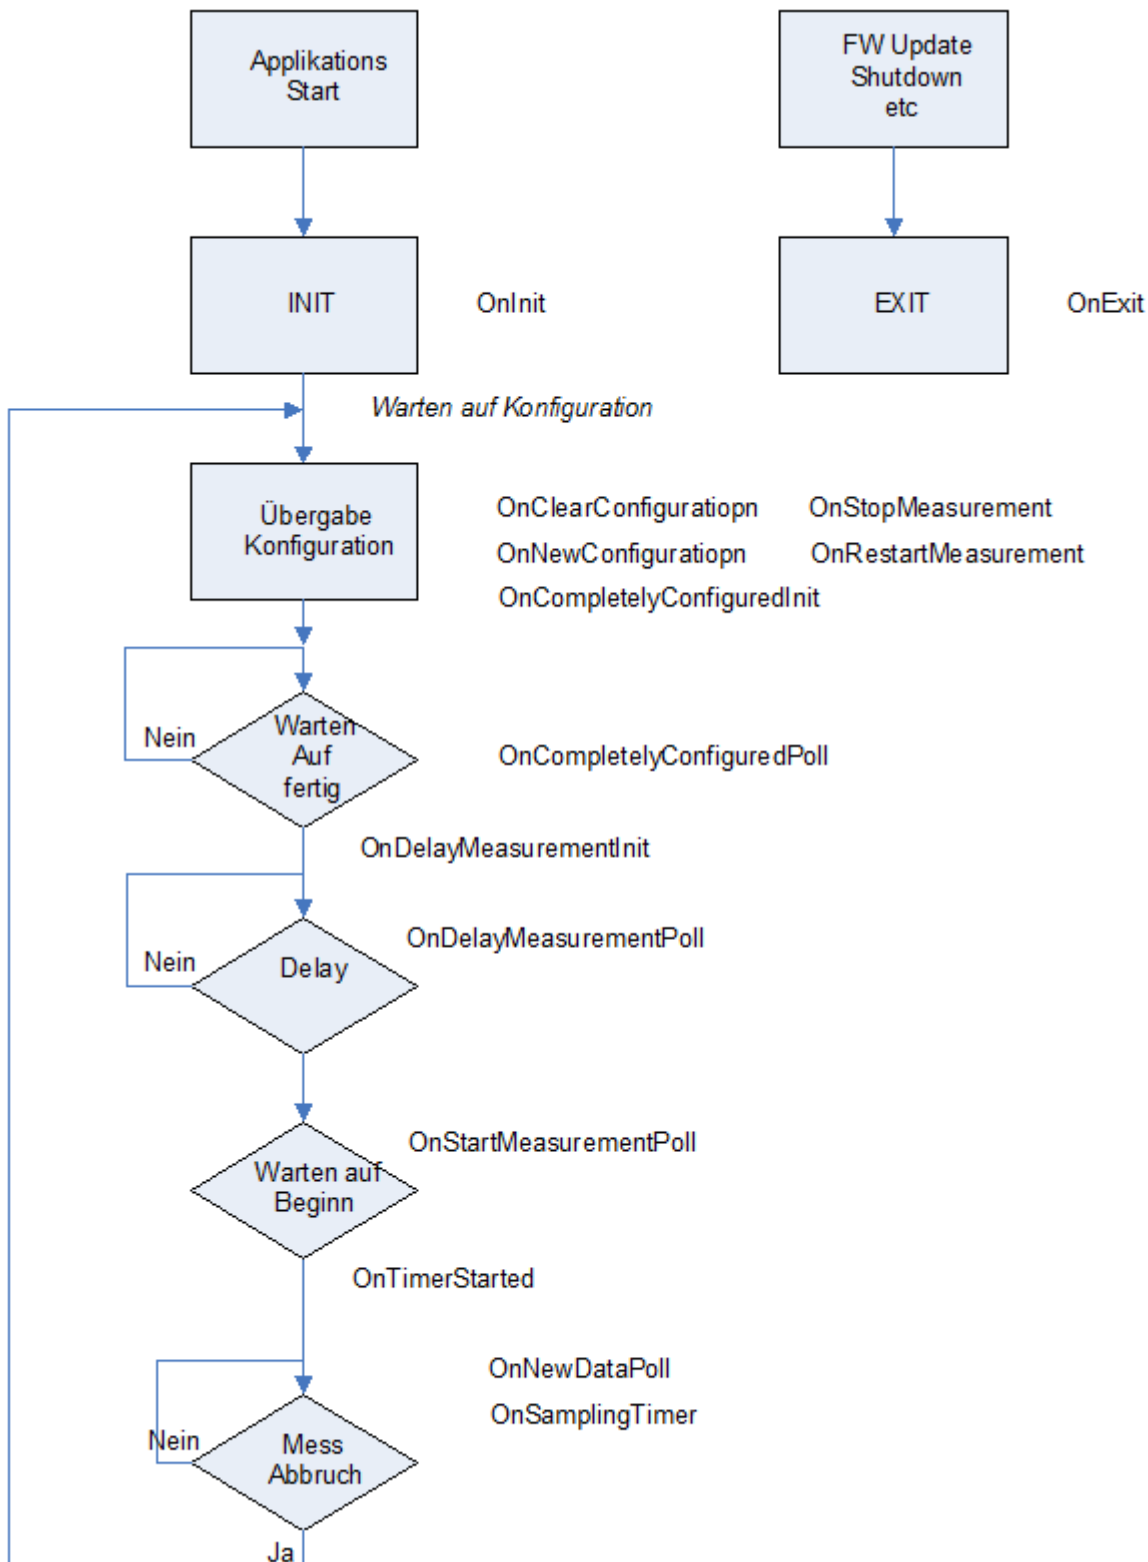 Applikations
Start
FW Update
Shutdown
etc
INIT
OnInit
EXIT
OnExit
Warten auf Konfiguration
Übergabe
Konfiguration
OnClearConfiguratiopn
OnStopMeasurement
OnNewConfiguratiopn
OnRestartMeasurement
OnCompletelyConfiguredInit
Warten
Auf
fertig
Nein
OnCompletelyConfiguredPoll
OnDelayMeasurementInit
OnDelayMeasurementPoll
Nein
Delay
OnStartMeasurementPoll
Warten auf
Beginn
OnTimerStarted
OnNewDataPoll
OnSamplingTimer
Nein
Mess
Abbruch
Ja